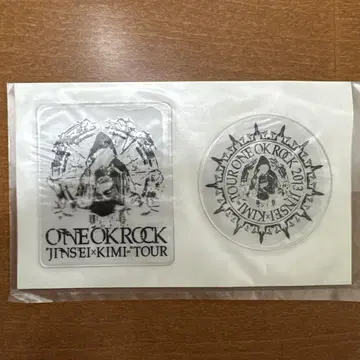 ONE OK ROCK
"JINSEI×KIMI="TOUR
ONE OK ROCK 2013 "JINSEI×KIMI=" TOUR